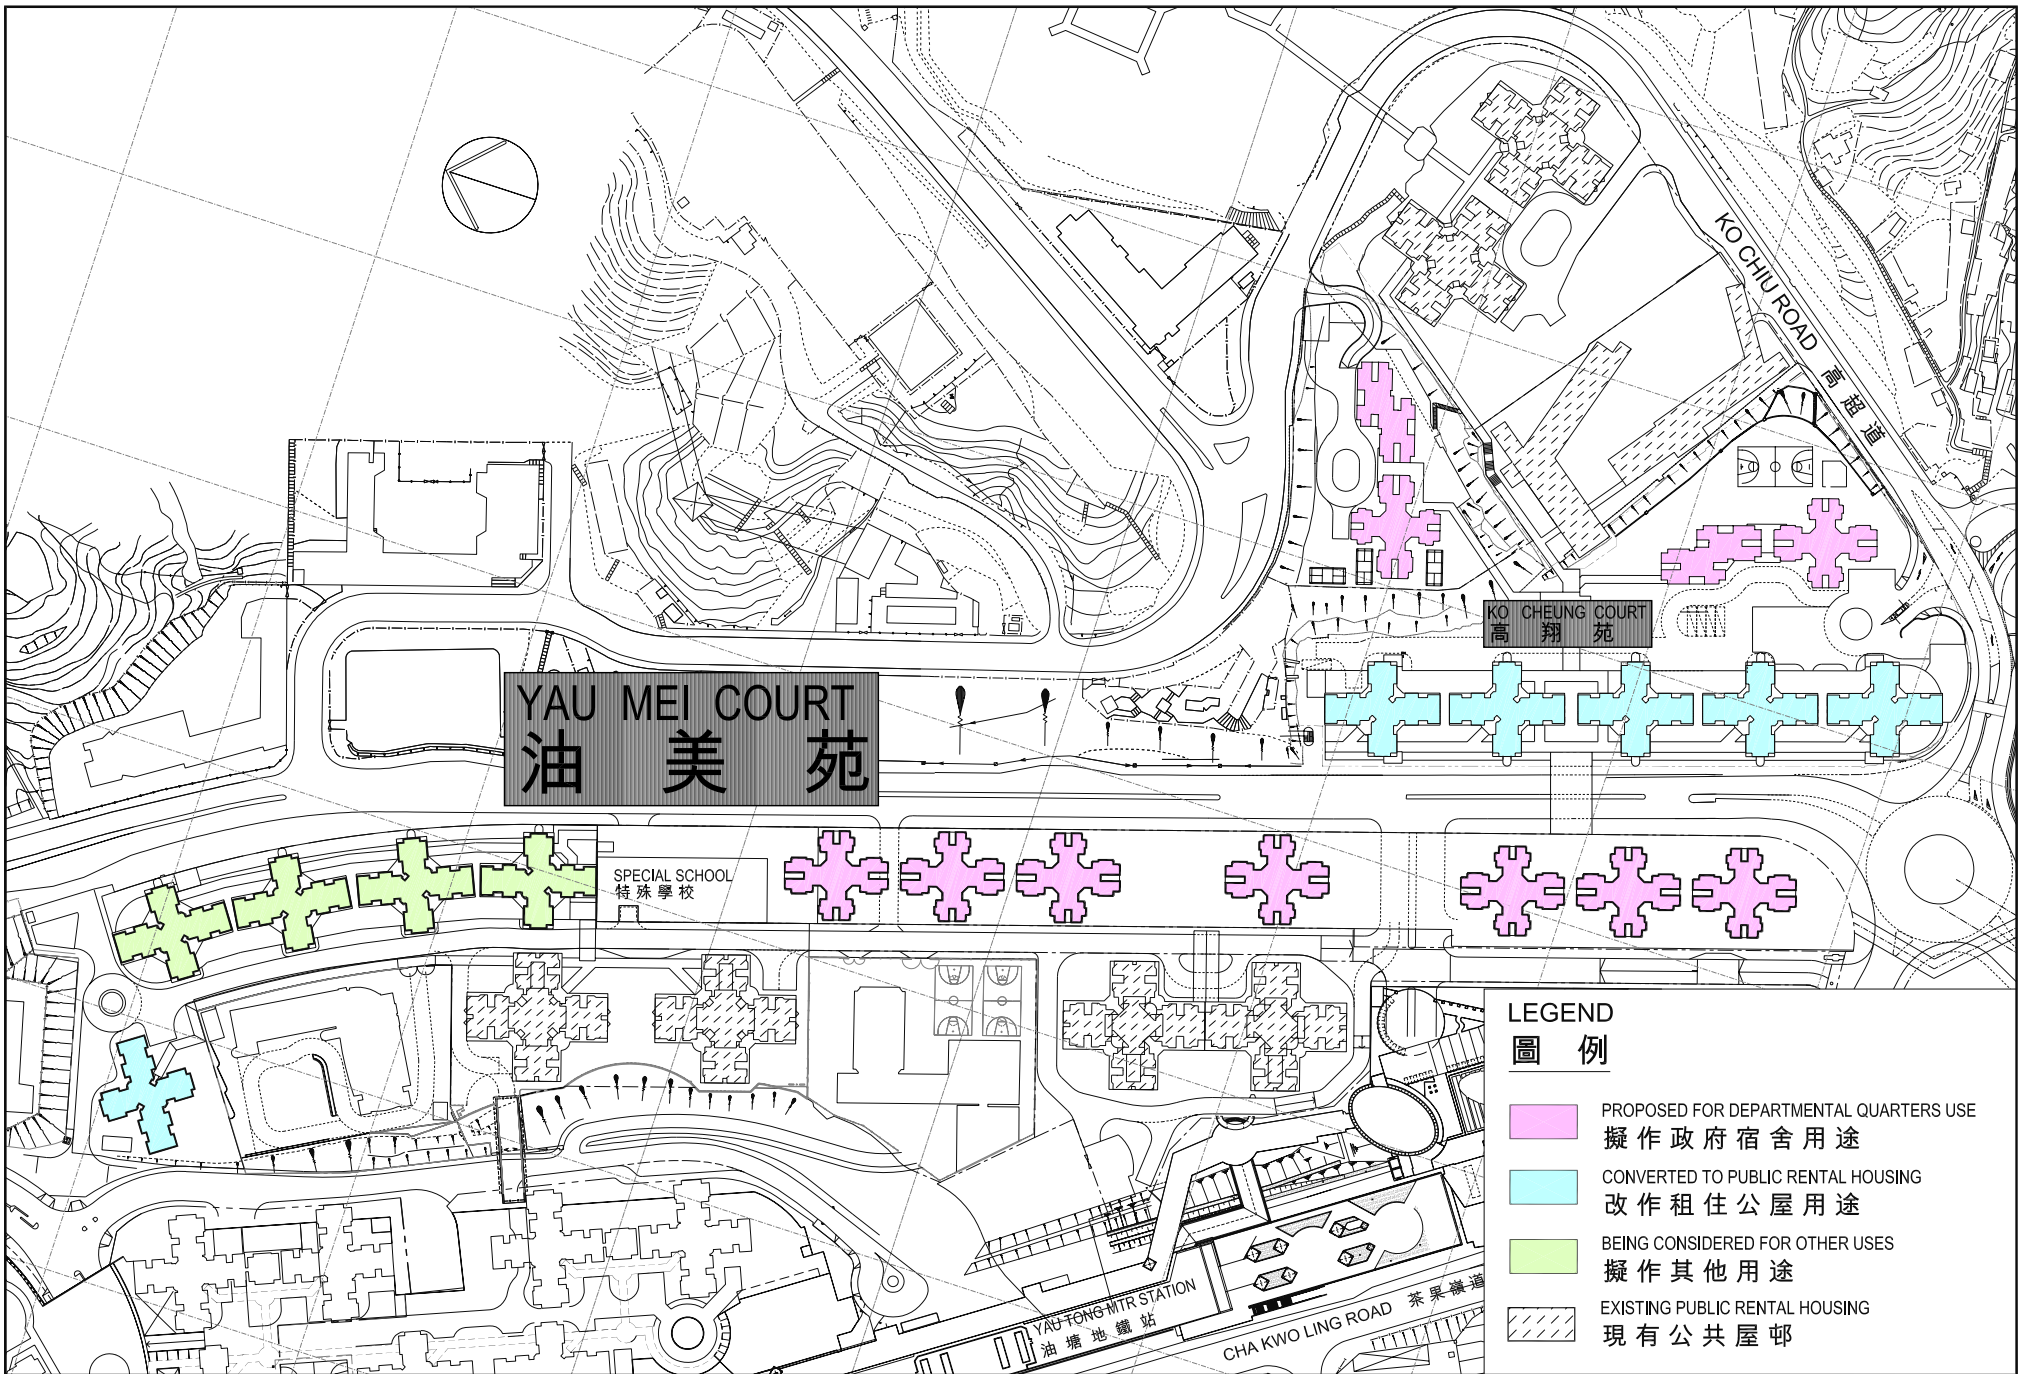 KO CHIU ROAD 高超道
KO CHEUNG COURT
高 翔 苑
YAU MEI COURT
油 美 苑
SPECIAL SCHOOL
特殊學校
YAU TONG MTR STATION
油塘地鐵站
CHA KWO LING ROAD 茶果嶺道
LEGEND
圖 例
PROPOSED FOR DEPARTMENTAL QUARTERS USE
擬作政府宿舍用途
CONVERTED TO PUBLIC RENTAL HOUSING
改作租住公屋用途
BEING CONSIDERED FOR OTHER USES
擬作其他用途
EXISTING PUBLIC RENTAL HOUSING
現有公共屋邨